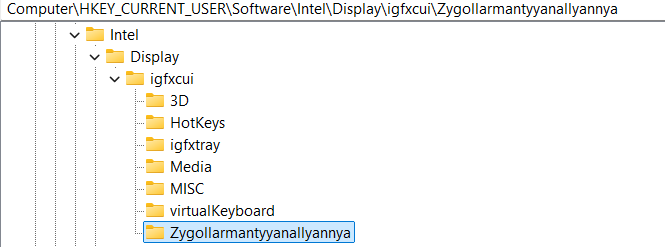 Computer\HKEY_CURRENT_USER\Software\Intel\Display\igfxcui\Zygollarmantyyanallyannya
Intel
Display
igfxcui
3D
HotKeys
igfxtray
Media
MISC
virtualKeyboard
Zygollarmantyyanallyannya